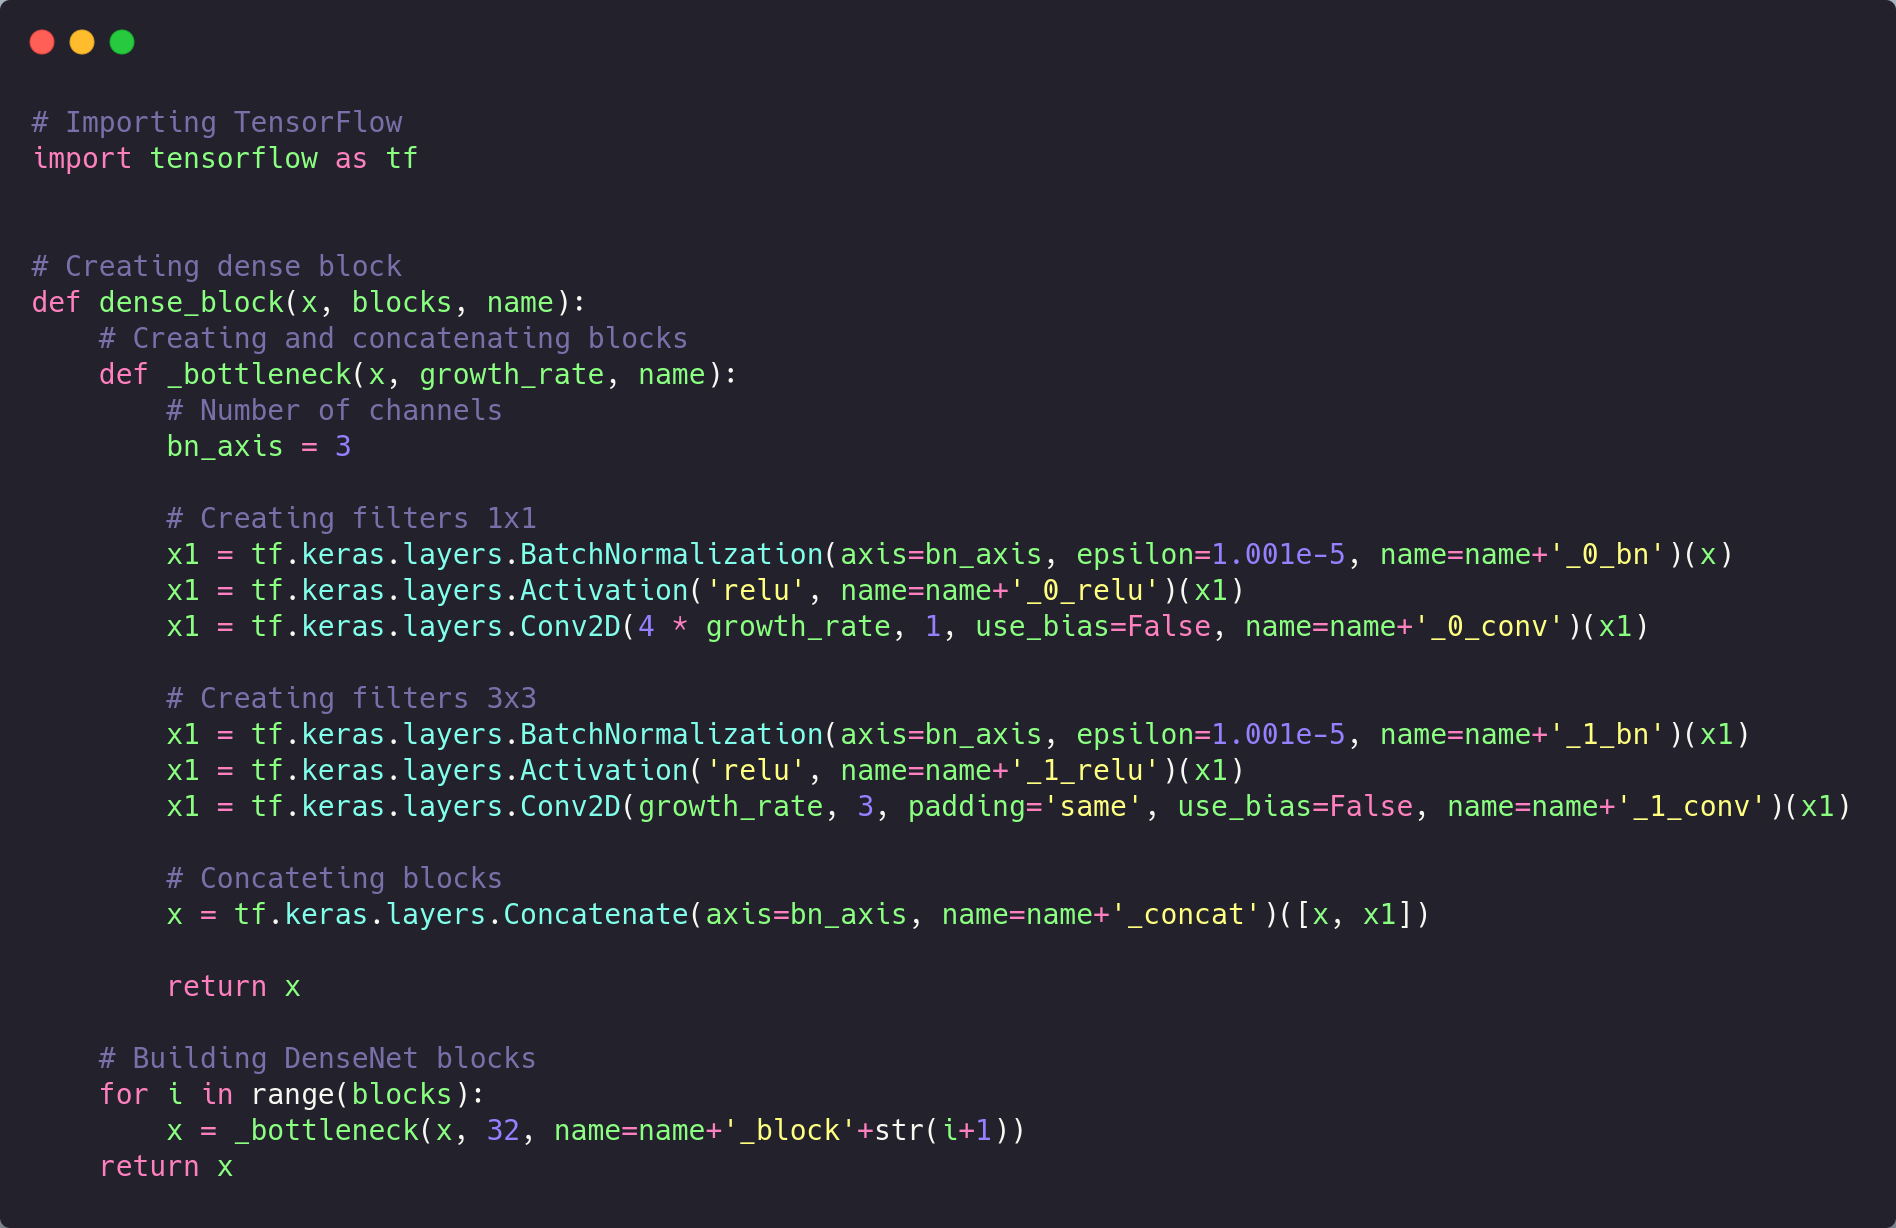 # Importing TensorFlow
import tensorflow as tf


# Creating dense block
def dense_block(x, blocks, name):
    # Creating and concatenating blocks
    def _bottleneck(x, growth_rate, name):
        # Number of channels
        bn_axis = 3

        # Creating filters 1x1
        x1 = tf.keras.layers.BatchNormalization(axis=bn_axis, epsilon=1.001e-5, name=name+'_0_bn')(x)
        x1 = tf.keras.layers.Activation('relu', name=name+'_0_relu')(x1)
        x1 = tf.keras.layers.Conv2D(4 * growth_rate, 1, use_bias=False, name=name+'_0_conv')(x1)

        # Creating filters 3x3
        x1 = tf.keras.layers.BatchNormalization(axis=bn_axis, epsilon=1.001e-5, name=name+'_1_bn')(x1)
        x1 = tf.keras.layers.Activation('relu', name=name+'_1_relu')(x1)
        x1 = tf.keras.layers.Conv2D(growth_rate, 3, padding='same', use_bias=False, name=name+'_1_conv')(x1)

        # Concateting blocks
        x = tf.keras.layers.Concatenate(axis=bn_axis, name=name+'_concat')([x, x1])

        return x

    # Building DenseNet blocks
    for i in range(blocks):
        x = _bottleneck(x, 32, name=name+'_block'+str(i+1))
    return x